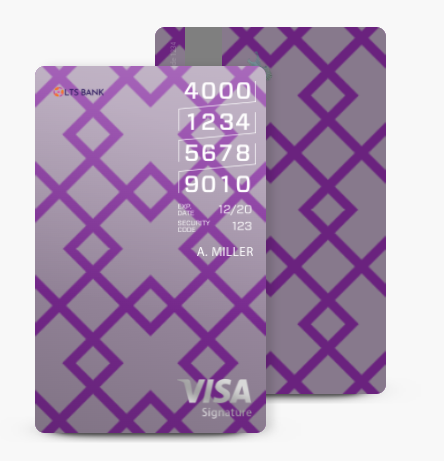 LTS BANK
4000
1234
5678
9010
EXP. DATE 12/20
SECURITY CODE 123
A. MILLER
VISA
Signature